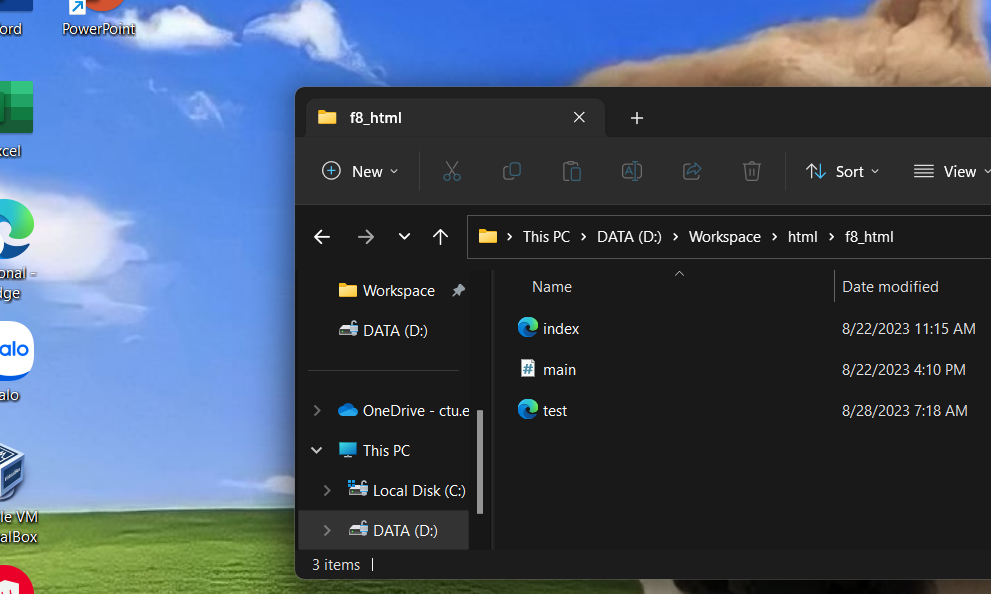 ord
PowerPoint
xcel
onal -
dge
alo
alo
le VM
alBox
f8_html
New
Sort
View
This PC
DATA (D:)
Workspace
html
f8_html
Workspace
DATA (D:)
OneDrive - ctu.e
This PC
Local Disk (C:)
DATA (D:)
Name
Date modified
index
8/22/2023 11:15 AM
main
8/22/2023 4:10 PM
test
8/28/2023 7:18 AM
3 items